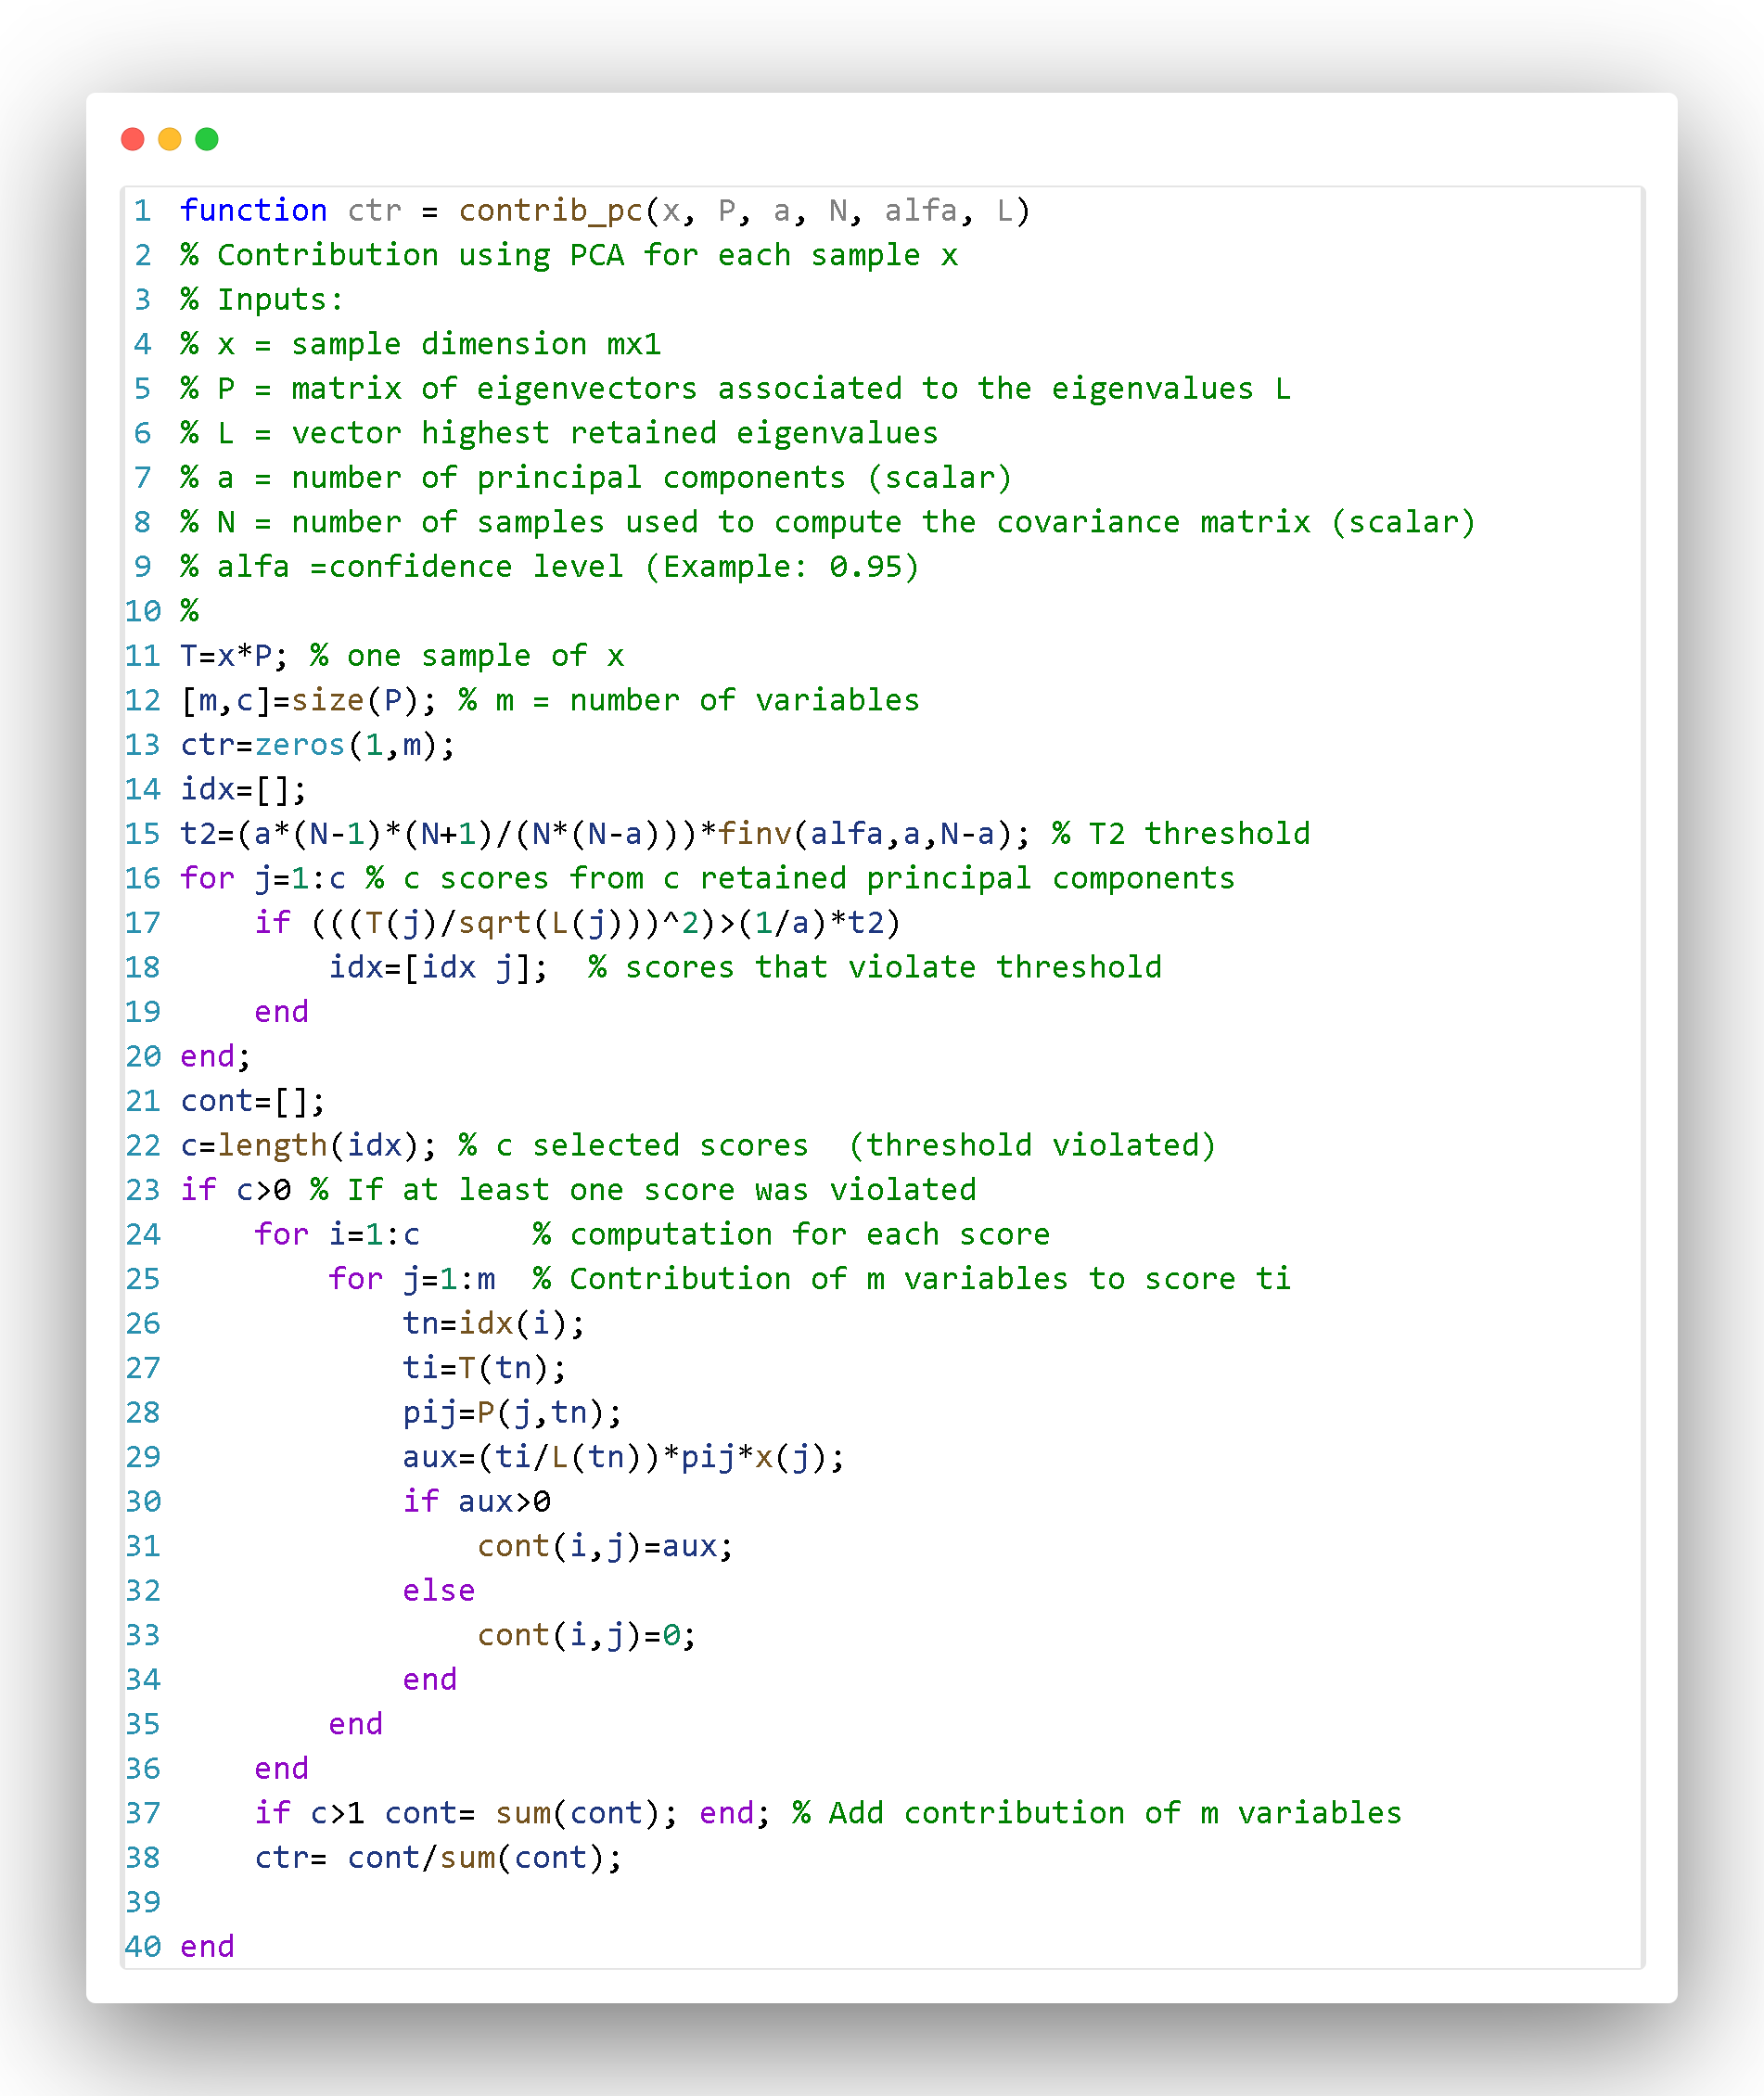 1 function ctr = contrib_pc(x, P, a, N, alfa, L)
2 % Contribution using PCA for each sample x
3 % Inputs:
4 % x = sample dimension mx1
5 % P = matrix of eigenvectors associated to the eigenvalues L
6 % L = vector highest retained eigenvalues
7 % a = number of principal components (scalar)
8 % N = number of samples used to compute the covariance matrix (scalar)
9 % alfa =confidence level (Example: 0.95)
10 %
11 T=x*P; % one sample of x
12 [m,c]=size(P); % m = number of variables
13 ctr=zeros(1,m);
14 idx=[];
15 t2=(a*(N-1)*(N+1)/(N*(N-a)))*finv(alfa,a,N-a); % T2 threshold
16 for j=1:c % c scores from c retained principal components
17     if (((T(j)/sqrt(L(j)))^2)>(1/a)*t2)
18         idx=[idx j];  % scores that violate threshold
19     end
20 end;
21 cont=[];
22 c=length(idx); % c selected scores  (threshold violated)
23 if c>0 % If at least one score was violated
24     for i=1:c      % computation for each score
25         for j=1:m  % Contribution of m variables to score ti
26             tn=idx(i);
27             ti=T(tn);
28             pij=P(j,tn);
29             aux=(ti/L(tn))*pij*x(j);
30             if aux>0
31                 cont(i,j)=aux;
32             else
33                 cont(i,j)=0;
34             end
35         end
36     end
37     if c>1 cont= sum(cont); end; % Add contribution of m variables
38     ctr= cont/sum(cont);
39
40 end